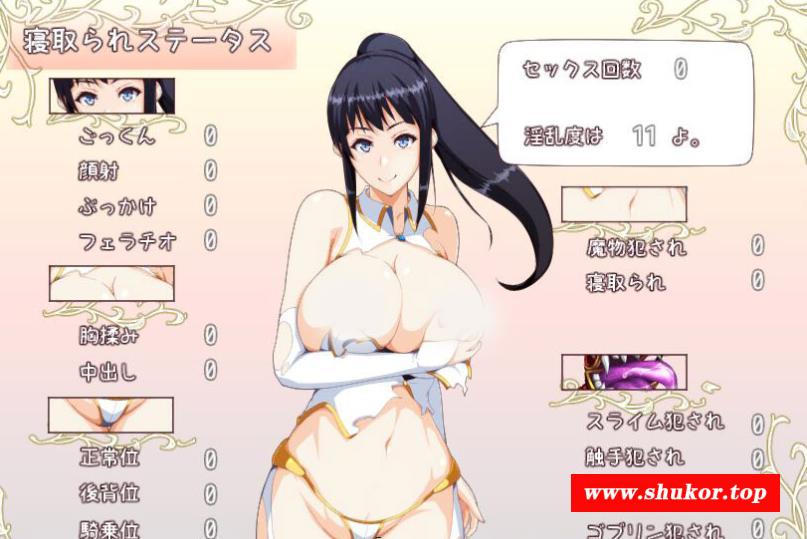 寝取られステータス
セックス回数 0
淫乱度は 11 よ。
ごっくん 0
顔射 0
ぶっかけ 0
フェラチオ 0
胸揉み 0
中出し 0
正常位 0
後背位 0
騎乗位 0
魔物犯され 0
寝取られ 0
スライム犯され 0
触手犯され 0
ゴブリン犯され 0
www.shukor.top